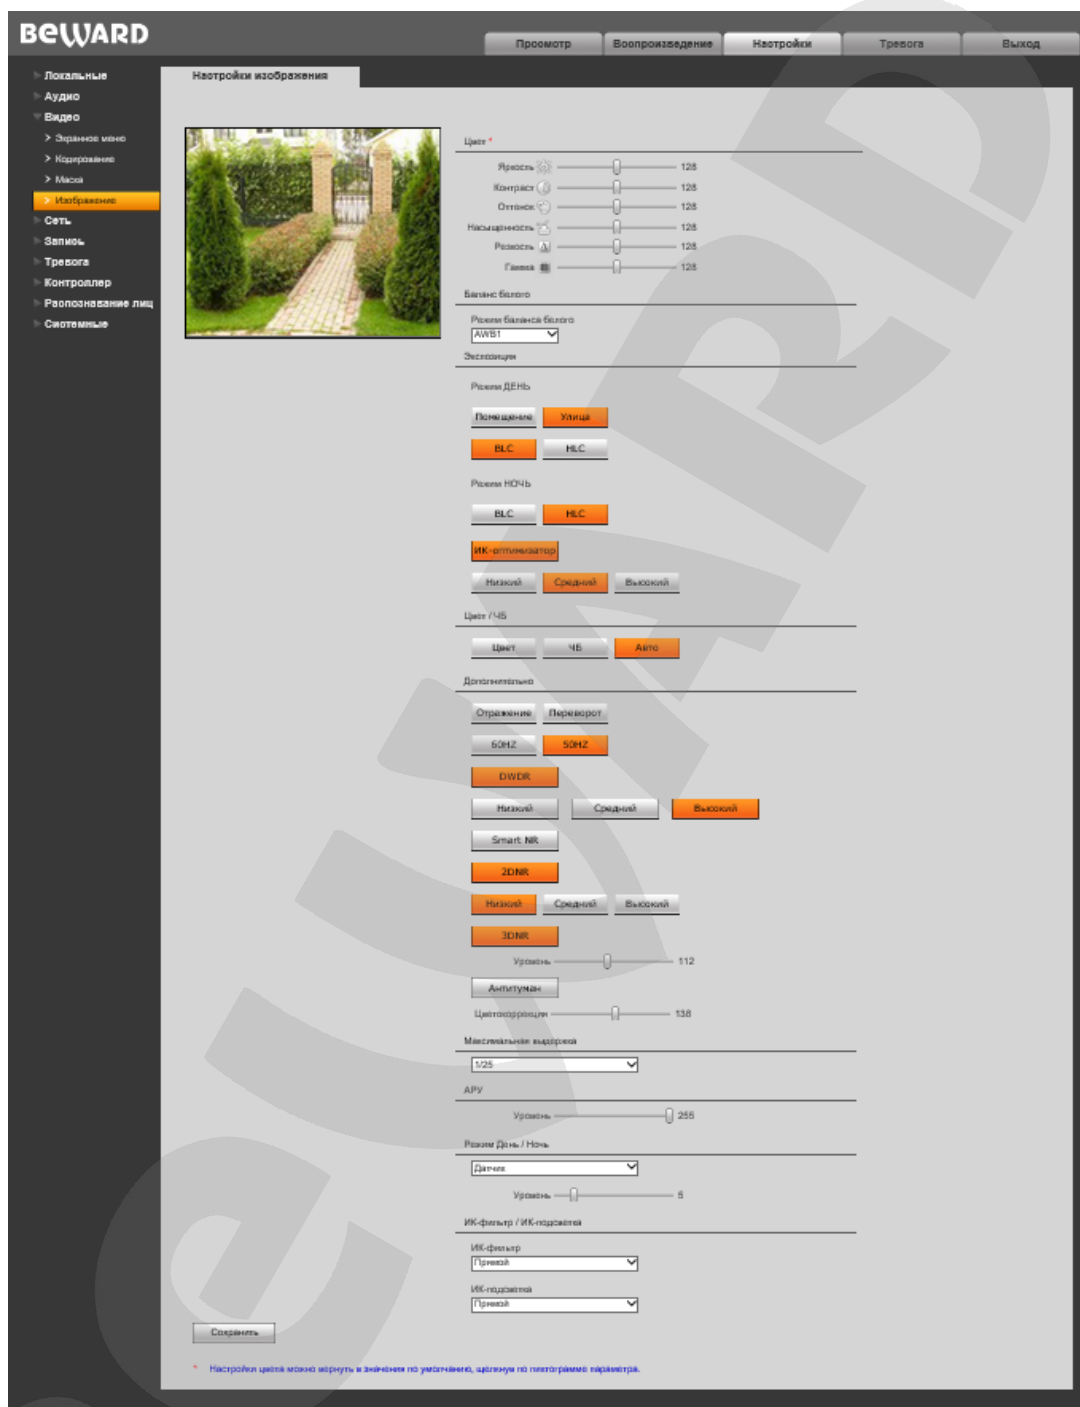 BEWARD
Просмотр Воспроизведение Настройки Тревога Выход
Локальные
Аудио
Видео
> Экранное меню
> Кодирование
> Маска
> Изображение
Сеть
Запись
Тревога
Контроллер
Распознавание лиц
Системные
Настройки изображения
Цвет *
Яркость 128
Контраст 128
Оттенок 128
Насыщенность 128
Резкость A 128
Гамма 128
Баланс белого
Режим баланса белого
AWB1
Экспозиция
Режим ДЕНЬ
Помещение Улица
BLC HLC
Режим НОЧЬ
BLC HLC
ИК-оптимизатор
Низкий Средний Высокий
Цвет / ЧБ
Цвет ЧБ Авто
Дополнительно
Отражение Переворот
60HZ 50HZ
DWDR
Низкий Средний Высокий
Smart NR
2DNR
Низкий Средний Высокий
3DNR
Уровень 112
Антитуман
Цветокоррекция 138
Максимальная выдержка
1/25
АРУ
Уровень 255
Режим День / Ночь
Датчик
Уровень 5
ИК-фильтр / ИК-подсветка
ИК-фильтр
Прямой
ИК-подсветка
Прямой
Сохранить
* Настройки цвета можно вернуть в значения по умолчанию, щелкнув по пиктограмме параметра.